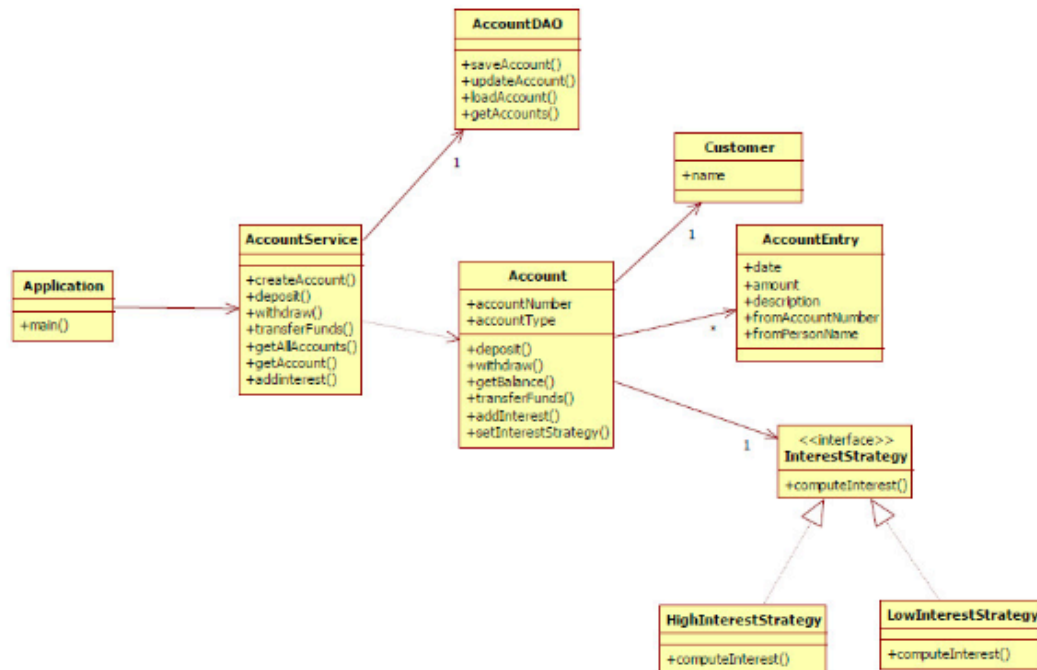 AccountDAO
+saveAccount()
+updateAccount()
+loadAccount()
+getAccounts()
1
Customer
+name
1
AccountService
+createAccount()
+deposit()
+withdraw()
+transferFunds()
+getAllAccounts()
+getAccount()
+addinterest()
AccountEntry
+date
+amount
+description
+fromAccountNumber
+fromPersonName
*
Application
+main()
Account
+accountNumber
+accountType
+deposit()
+withdraw()
+getBalance()
+transferFunds()
+addInterest()
+setInterestStrategy()
1
<<interface>>
InterestStrategy
+computeInterest()
HighInterestStrategy
+computeInterest()
LowInterestStrategy
+computeInterest()